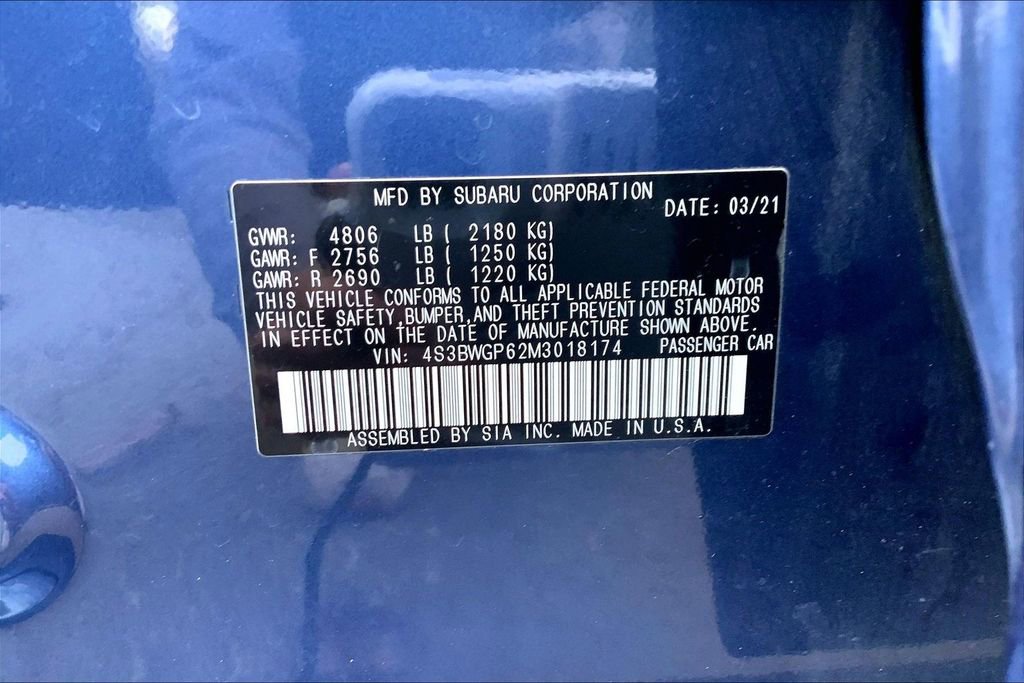 MFD BY SUBARU CORPORATION
DATE: 03/21
GVWR: 4806 LB ( 2180 KG)
GAWR: F 2756 LB ( 1250 KG)
GAWR: R 2690 LB ( 1220 KG)
THIS VEHICLE CONFORMS TO ALL APPLICABLE FEDERAL MOTOR
VEHICLE SAFETY,BUMPER,AND THEFT PREVENTION STANDARDS
IN EFFECT ON THE DATE OF MANUFACTURE SHOWN ABOVE.
VIN: 4S3BWGP62M3018174 PASSENGER CAR
ASSEMBLED BY SIA INC. MADE IN U.S.A.